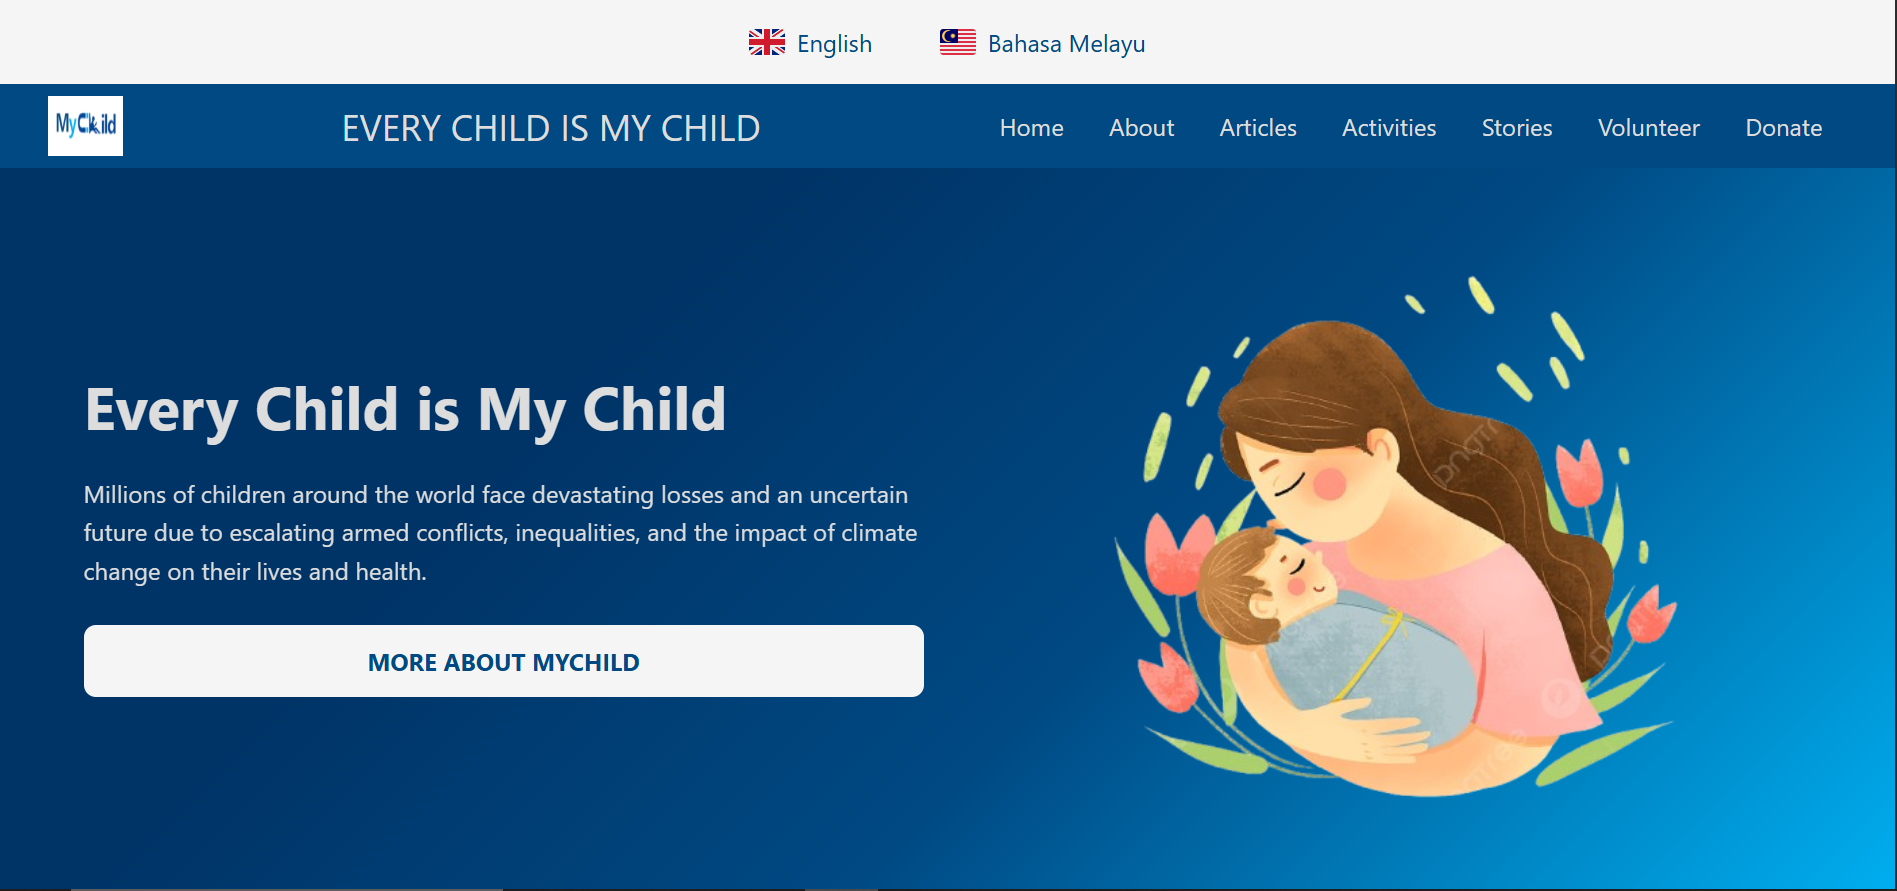 English
Bahasa Melayu
MyChild
EVERY CHILD IS MY CHILD
Home
About
Articles
Activities
Stories
Volunteer
Donate
Every Child is My Child
Millions of children around the world face devastating losses and an uncertain
future due to escalating armed conflicts, inequalities, and the impact of climate
change on their lives and health.
MORE ABOUT MYCHILD